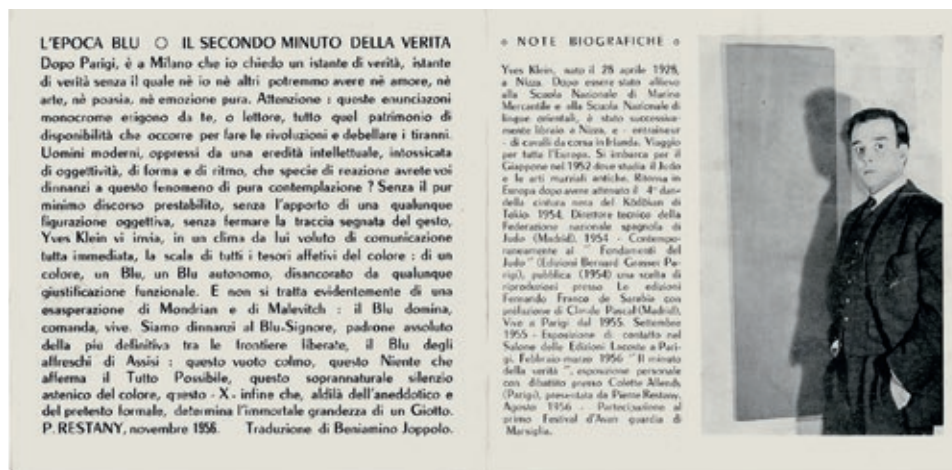 L'EPOCA BLU ○ IL SECONDO MINUTO DELLA VERITA
Dopo Parigi, è a Milano che io chiedo un istante di verità, istante
di verità senza il quale nè io nè altri potremmo avere nè amore, nè
arte, nè poasia, nè emozione pura. Attenzione : queste enunciazoni
monocrome esigono da te, o lettore, tutto quel patrimonio di
disponibilità che occorre per fare le rivoluzioni e debellare i tiranni.
Uomini moderni, oppressi da una eredità intellettuale, intossicata
di oggettività, di forma e di ritmo, che specie di reazione avrete voi
dinnanzi a questo fenomeno di pura contemplazione ? Senza il pur
minimo discorso prestabilito, senza l'apporto di una qualunque
figurazione oggettiva, senza fermare la traccia segnata del gesto,
Yves Klein vi invia, in un clima da lui voluto di comunicazione
tutta immediata, la scala di tutti i tesori affetivi del colore : di un
colore, un Blu, un Blu autonomo, disancorato da qualunque
giustificazione funzionale. E non si tratta evidentemente di una
esasperazione di Mondrian e di Malevitch : il Blu domina,
comanda, vive. Siamo dinnanzi al Blu-Signore, padrone assoluto
della più definitiva tra le frontiere liberate, il Blu degli
affreschi di Assisi : questo vuoto colmo, questo Niente che
afferma il Tutto Possibile, questo soprannaturale silenzio
astenico del colore, questo - X - infine che, aldilà dell'aneddotico e
del pretesto formale, determina l'immortale grandezza di un Giotto.
P. RESTANY, novembre 1956. Traduzione di Beniamino Joppolo.
NOTE BIOGRAFICHE
Yves Klein, nato il 28 aprile 1928,
a Nizza. Dopo essere stato allievo
alla Scuola Nazionale di Marina
Mercantile e alla Scuola Nazionale di
lingue orientali, è stato successiva-
mente libraio a Nizza, e - entraineur
- di cavalli da corsa in Irlanda. Viaggio
per tutta l'Europa. Si imbarca per il
Giappone nel 1952 dove studia il Judo
e le arti marziali antiche. Ritorna in
Europa dopo avere ottenuto il 4° dan
della cintura nera del Kôdôkan di
Tokio 1954, Direttore tecnico della
Federazione nazionale spagnola di
Judo (Madrid). 1954 - Contempo-
raneamente al " Fondamenti del
Judo " (Edizioni Bernard Grasset Pa-
rigi), pubblica (1954) una scelta di
riproduzioni presso Le edizioni
Fernando Franco de Sarabia con
prefazione di Claude Pascal (Madrid),
Vive a Parigi dal 1955. Settembre
1955 - Esposizione di contatto nel
Salone delle Edizioni Lacoste a Pari-
gi. Febbraio-marzo 1956 " Il minuto
della verità ", esposizione personale
con dibattito presso Colette Allendy
(Parigi), presentata da Pierre Restany.
Agosto 1956 - Partecipazione al
primo Festival d'Avan guardia di
Marsiglia.